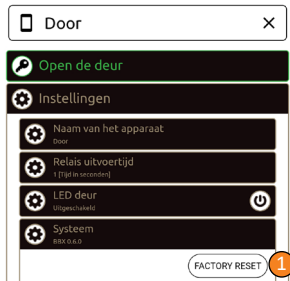 Door
Open de deur
Instellingen
Naam van het apparaat
Door
Relais uitvoertijd
1 [Tijd in seconden]
LED deur
Uitgeschakeld
Systeem
BBX 0.6.0
FACTORY RESET
1